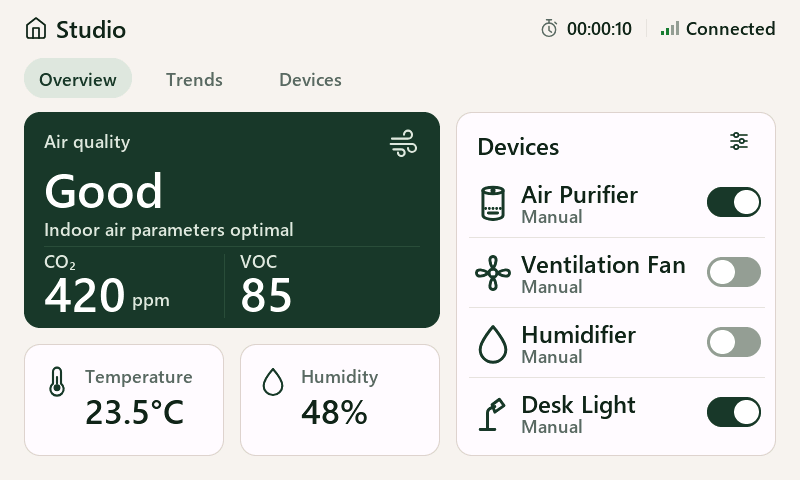 Studio
00:00:10
Connected
Overview
Trends
Devices
Air quality
Good
Indoor air parameters optimal
CO₂
420 ppm
VOC
85
Temperature
23.5°C
Humidity
48%
Devices
Air Purifier
Manual
Ventilation Fan
Manual
Humidifier
Manual
Desk Light
Manual